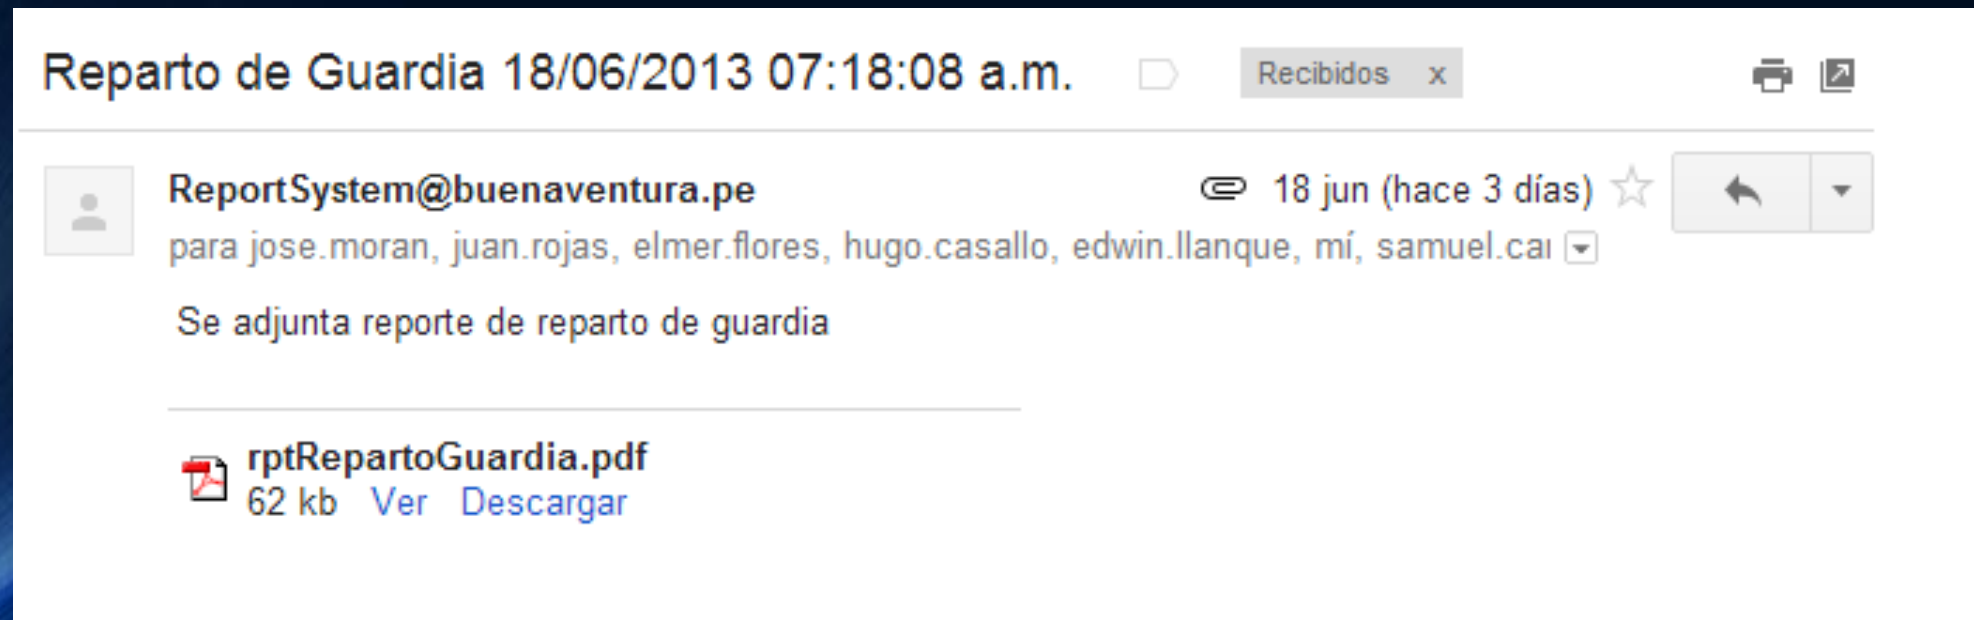 Reparto de Guardia 18/06/2013 07:18:08 a.m. Recibidos x
ReportSystem@buenaventura.pe 18 jun (hace 3 días)
para jose.moran, juan.rojas, elmer.flores, hugo.casallo, edwin.llanque, mí,
Se adjunta reporte de reparto de guardia
rptRepartoGuardia.pdf
62 kb Ver Descargar